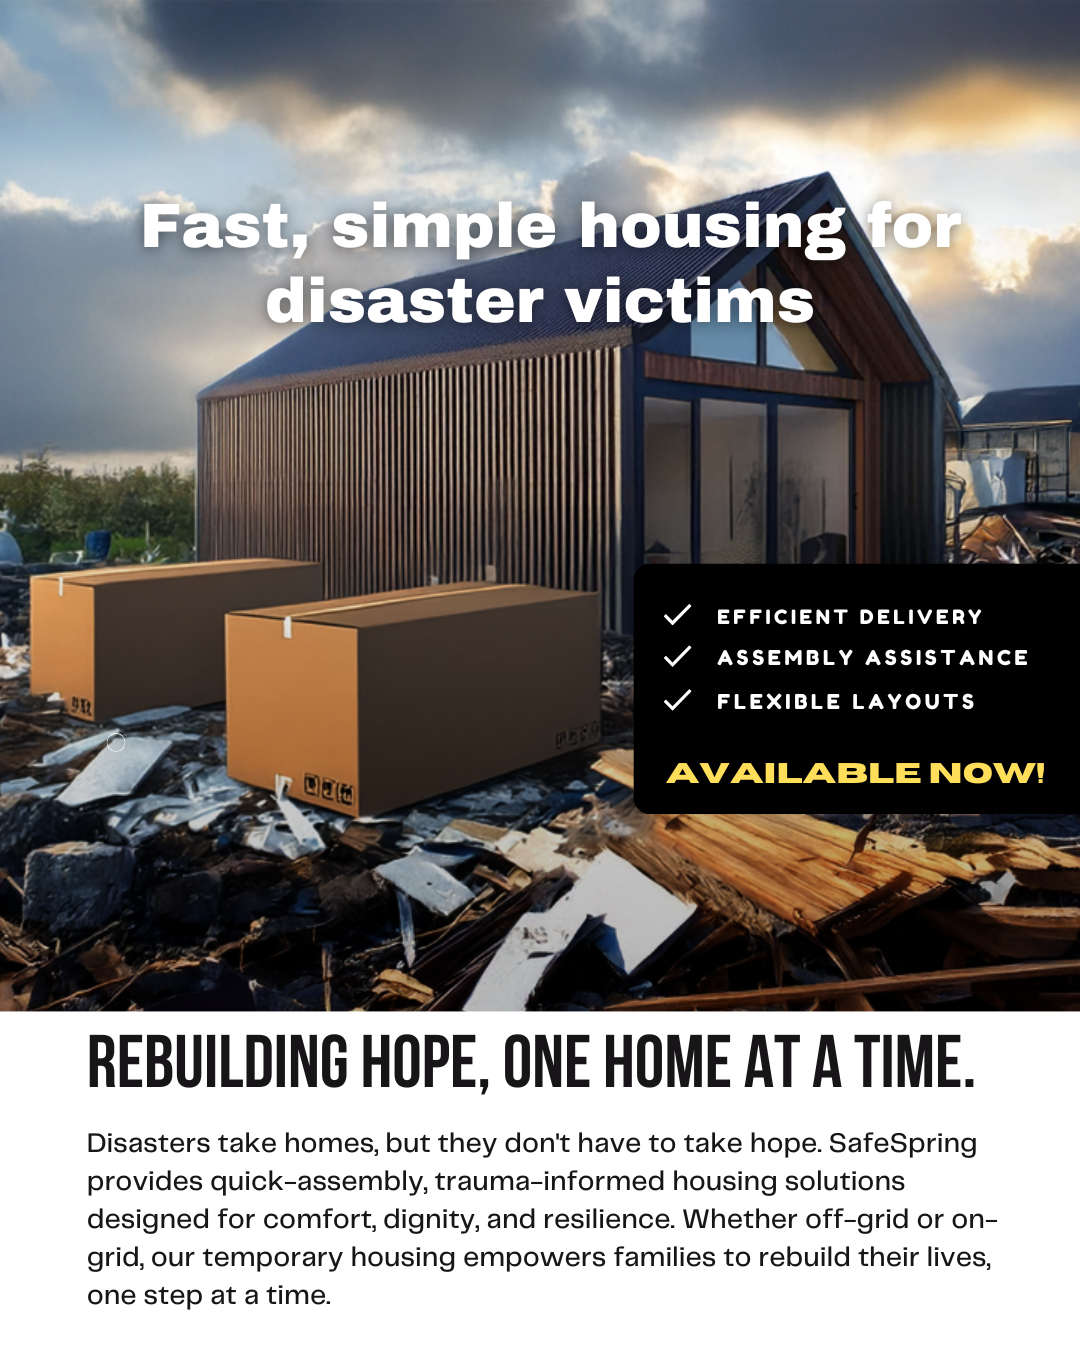 Fast, simple housing for
disaster victims
EFFICIENT DELIVERY
ASSEMBLY ASSISTANCE
FLEXIBLE LAYOUTS
AVAILABLE NOW!
REBUILDING HOPE, ONE HOME AT A TIME.
Disasters take homes, but they don't have to take hope. SafeSpring
provides quick-assembly, trauma-informed housing solutions
designed for comfort, dignity, and resilience. Whether off-grid or on-
grid, our temporary housing empowers families to rebuild their lives,
one step at a time.